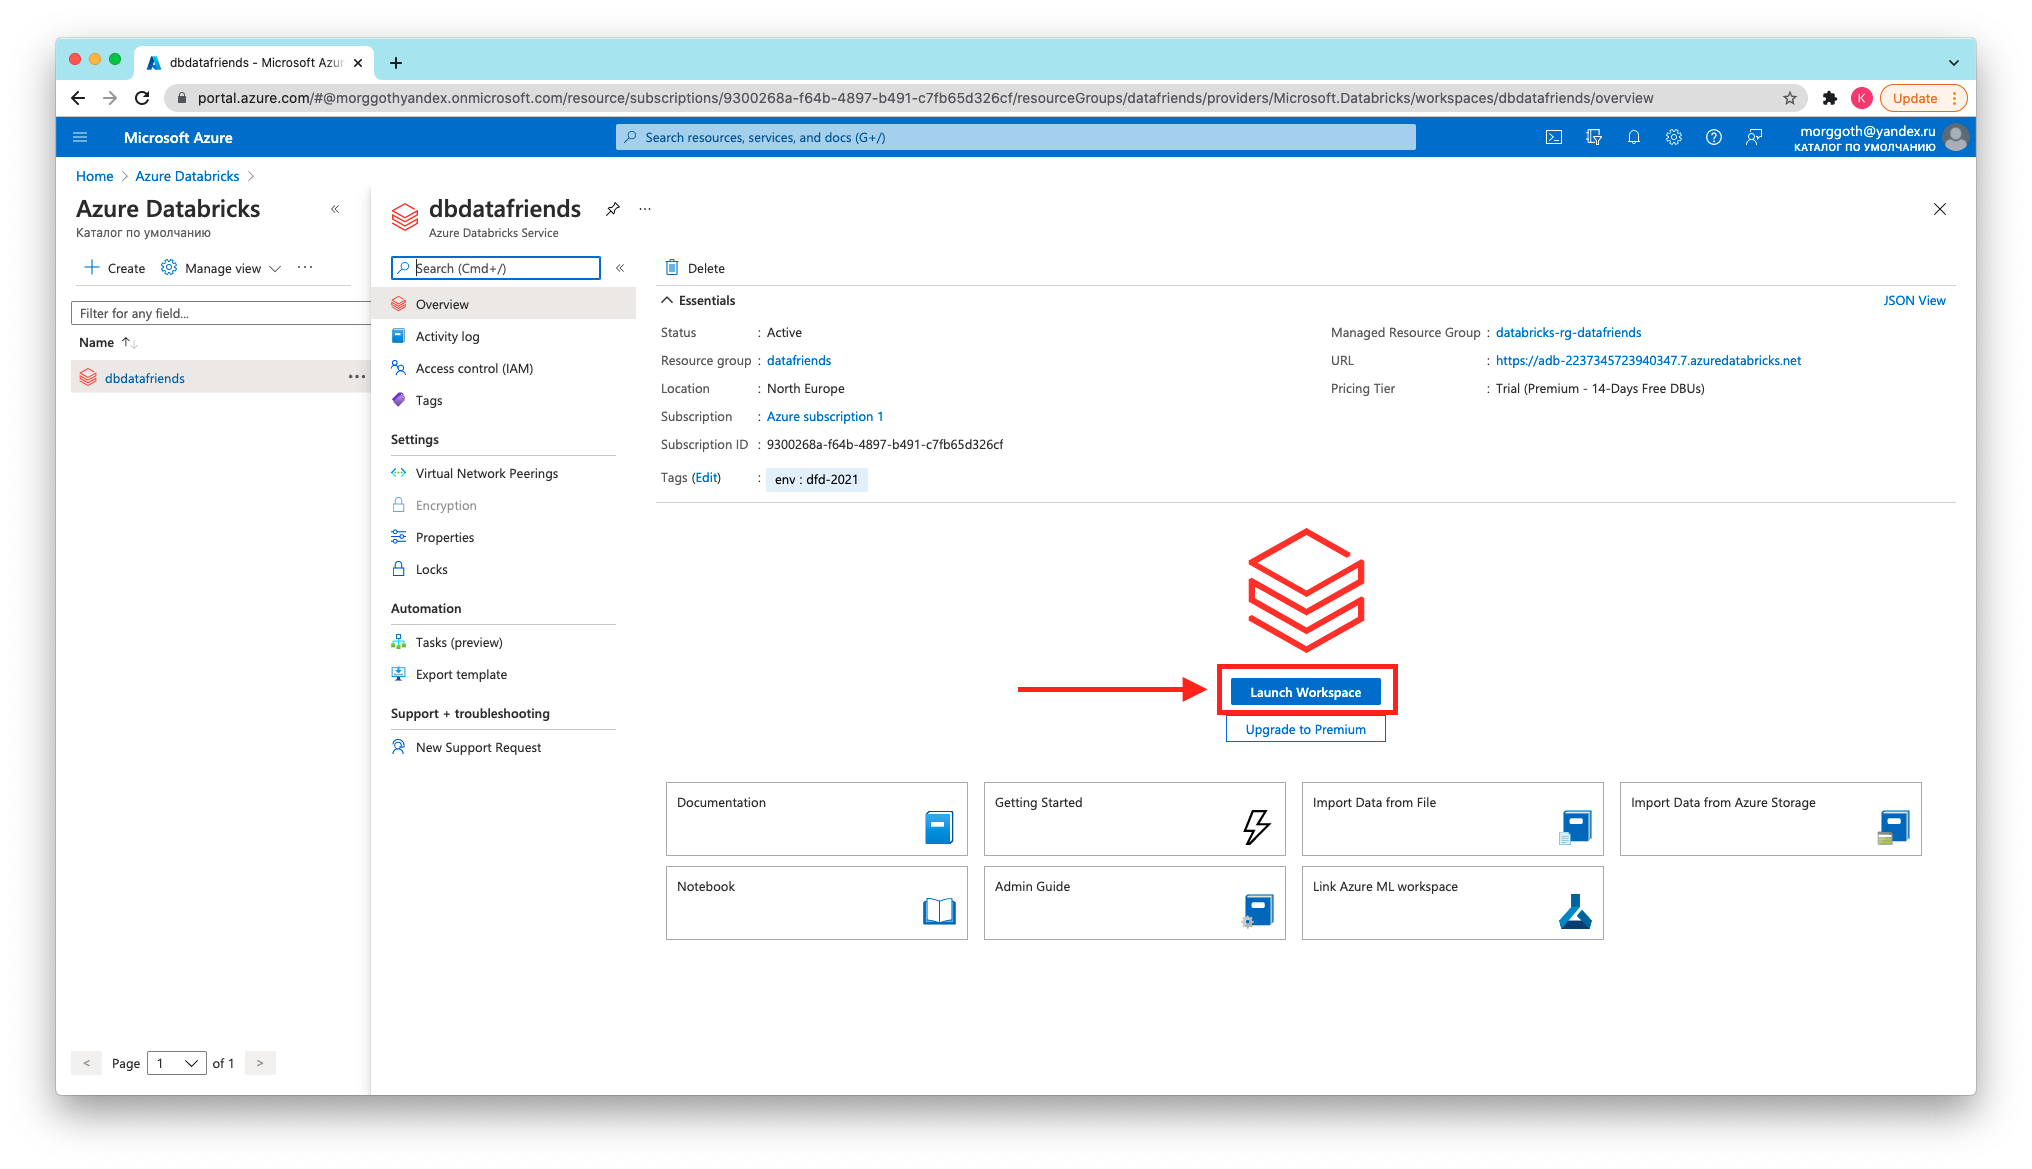 dbdatafriends - Microsoft Azur
portal.azure.com/#@morggothyandex.onmicrosoft.com/resource/subscriptions/9300268a-f64b-4897-b491-c7fb65d326cf/resourceGroups/datafriends/providers/Microsoft.Databricks/workspaces/dbdatafriends/overview
K
Update
Microsoft Azure
Search resources, services, and docs (G+/)
morggoth@yandex.ru
КАТАЛОГ ПО УМОЛЧАНИЮ
Home > Azure Databricks >
Azure Databricks
Каталог по умолчанию
Create
Manage view
Filter for any field...
Name
dbdatafriends
Page 1 of 1
dbdatafriends
Azure Databricks Service
Search (Cmd+/)
Overview
Activity log
Access control (IAM)
Tags
Settings
Virtual Network Peerings
Encryption
Properties
Locks
Automation
Tasks (preview)
Export template
Support + troubleshooting
New Support Request
Delete
Essentials
JSON View
Status : Active
Resource group : datafriends
Location : North Europe
Subscription : Azure subscription 1
Subscription ID : 9300268a-f64b-4897-b491-c7fb65d326cf
Tags (Edit) : env : dfd-2021
Managed Resource Group : databricks-rg-datafriends
URL : https://adb-2237345723940347.7.azuredatabricks.net
Pricing Tier : Trial (Premium - 14-Days Free DBUs)
Launch Workspace
Upgrade to Premium
Documentation
Getting Started
Import Data from File
Import Data from Azure Storage
Notebook
Admin Guide
Link Azure ML workspace